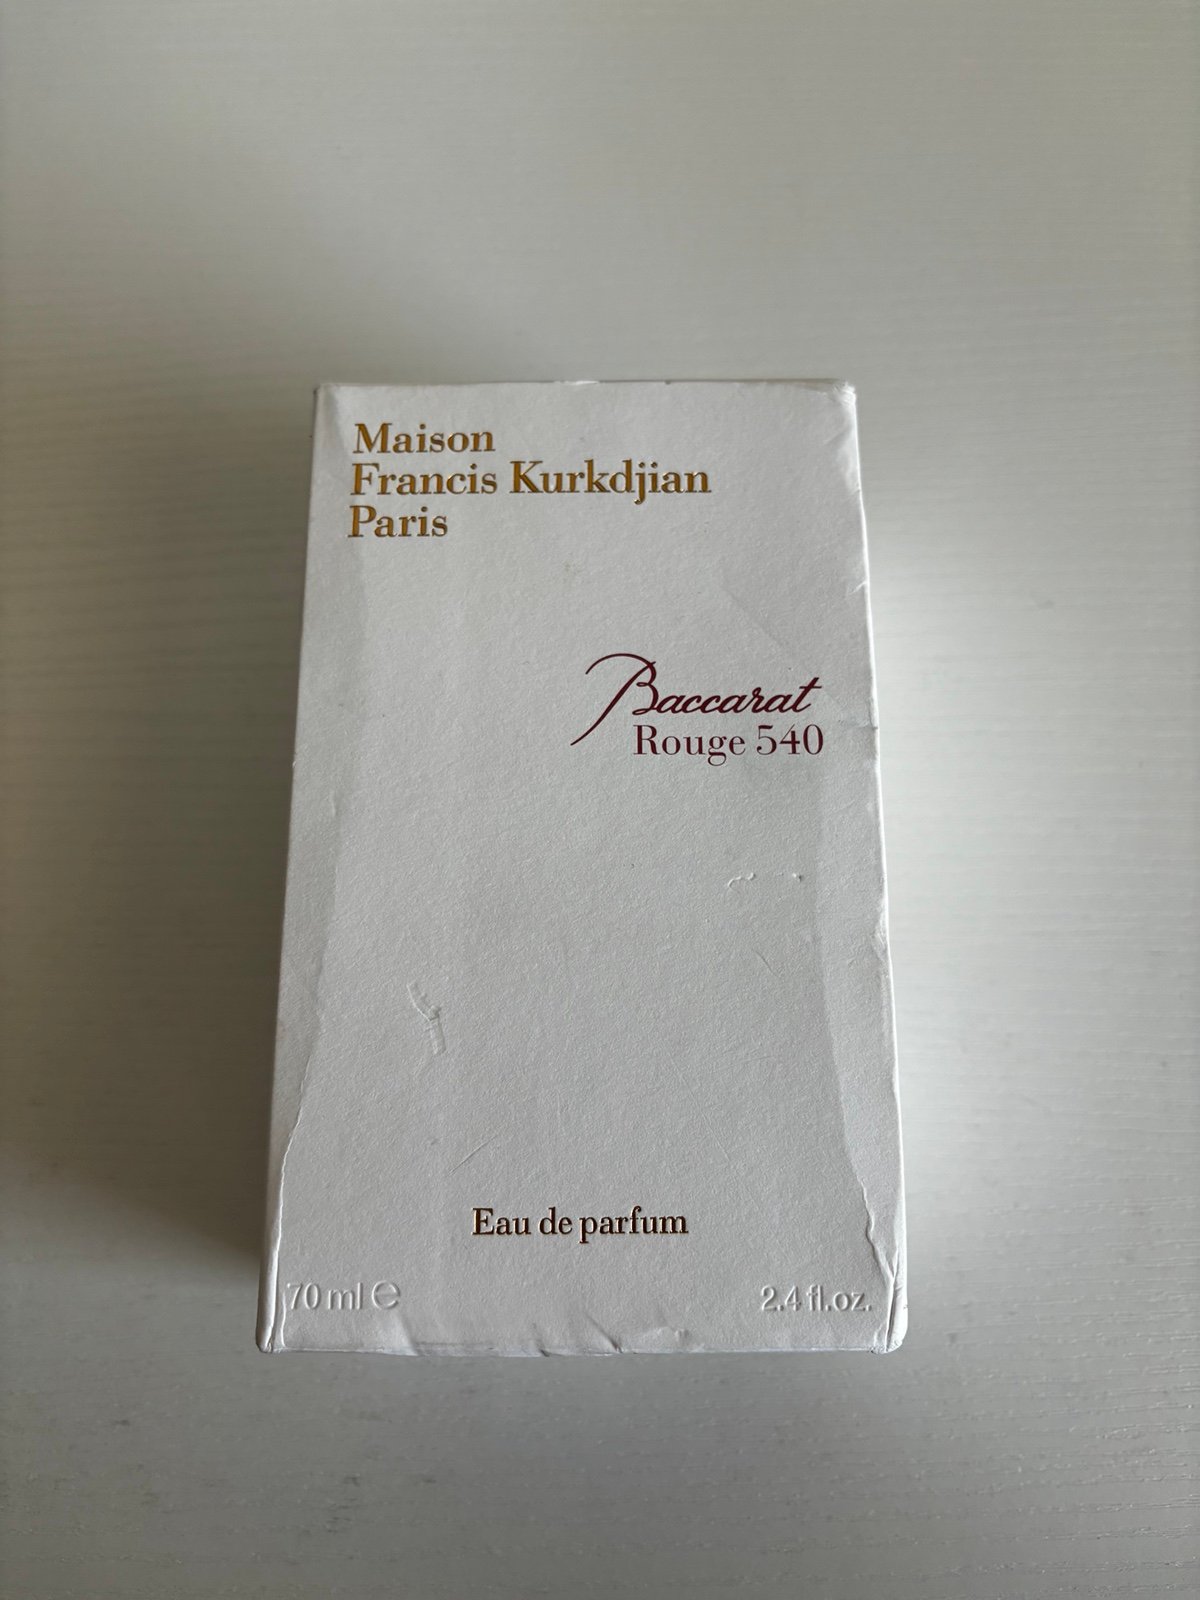 Maison
Francis Kurkdjian
Paris
Baccarat
Rouge 540
Eau de parfum
70 ml ℮
2.4 fl.oz.